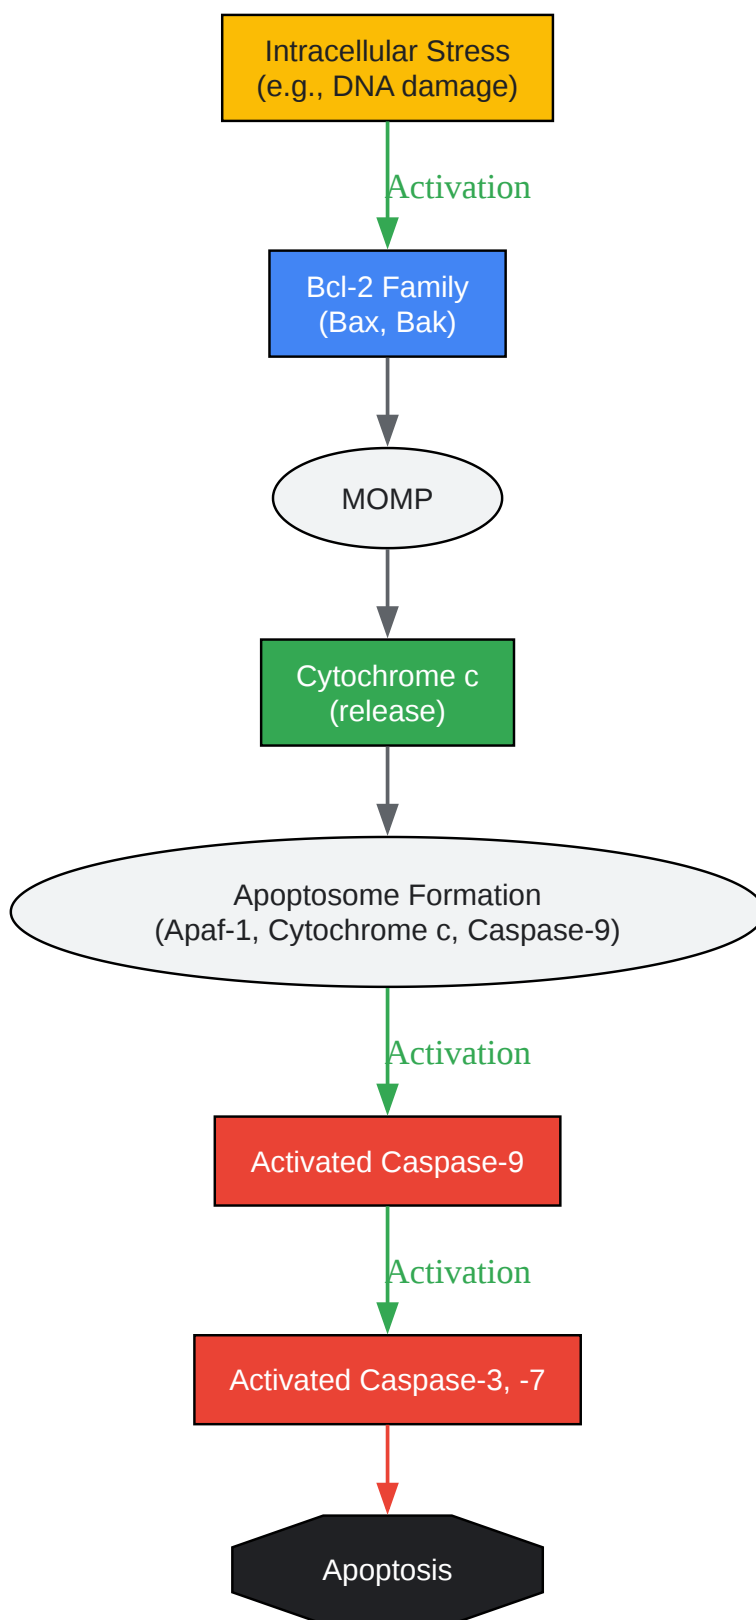 Intracellular Stress
(e.g., DNA damage)
Activation
Bcl-2 Family
(Bax, Bak)
MOMP
Cytochrome c
(release)
Apoptosome Formation
(Apaf-1, Cytochrome c, Caspase-9)
Activation
Activated Caspase-9
Activation
Activated Caspase-3, -7
Apoptosis